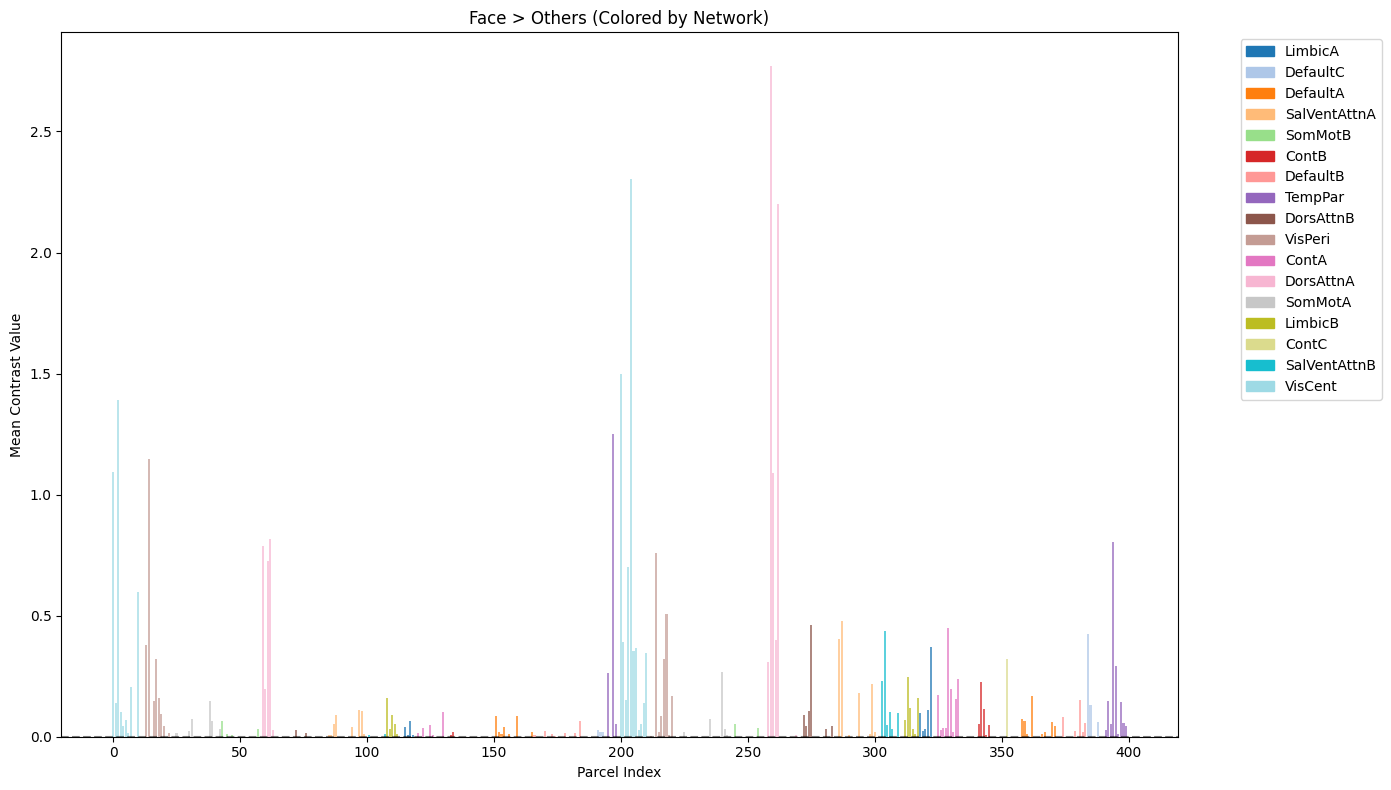 Face > Others (Colored by Network)
Mean Contrast Value
2.5
2.0
1.5
1.0
0.5
0.0
0
50
100
150
200
250
300
350
400
Parcel Index
LimbicA
DefaultC
DefaultA
SalVentAttnA
SomMotB
ContB
DefaultB
TempPar
DorsAttnB
VisPeri
ContA
DorsAttnA
SomMotA
LimbicB
ContC
SalVentAttnB
VisCent